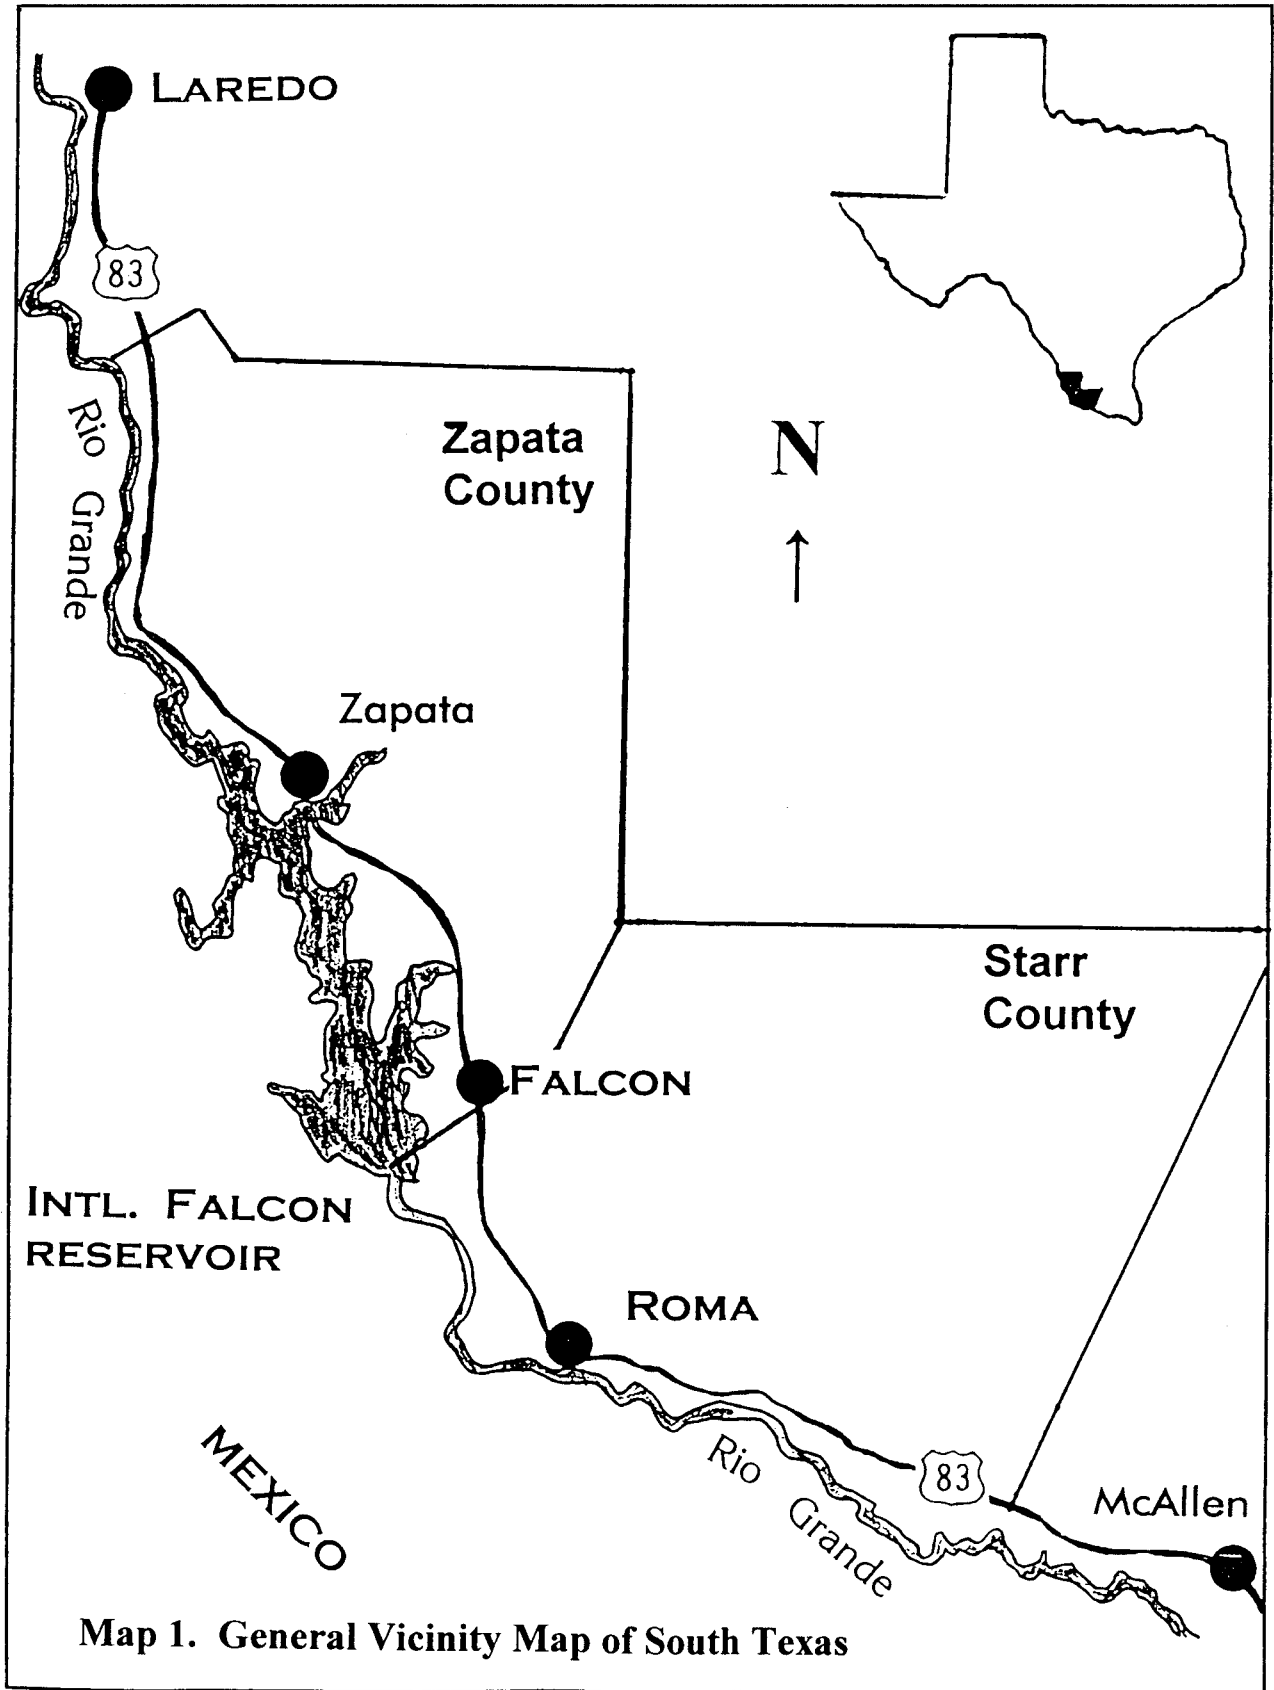 LAREDO
83
Rio Grande
Zapata
County
N
Zapata
Starr
County
FALCON
INTL. FALCON
RESERVOIR
ROMA
MEXICO
Rio Grande
83
McAllen
Map 1. General Vicinity Map of South Texas